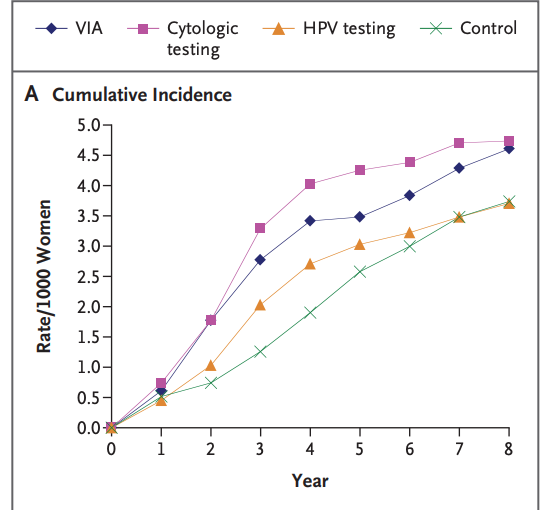 VIA
Cytologic
testing
HPV testing
Control
A Cumulative Incidence
Rate/1000 Women
5.0
4.5
4.0
3.5
3.0
2.5
2.0
1.5
1.0
0.5
0.0
0 1 2 3 4 5 6 7 8
Year